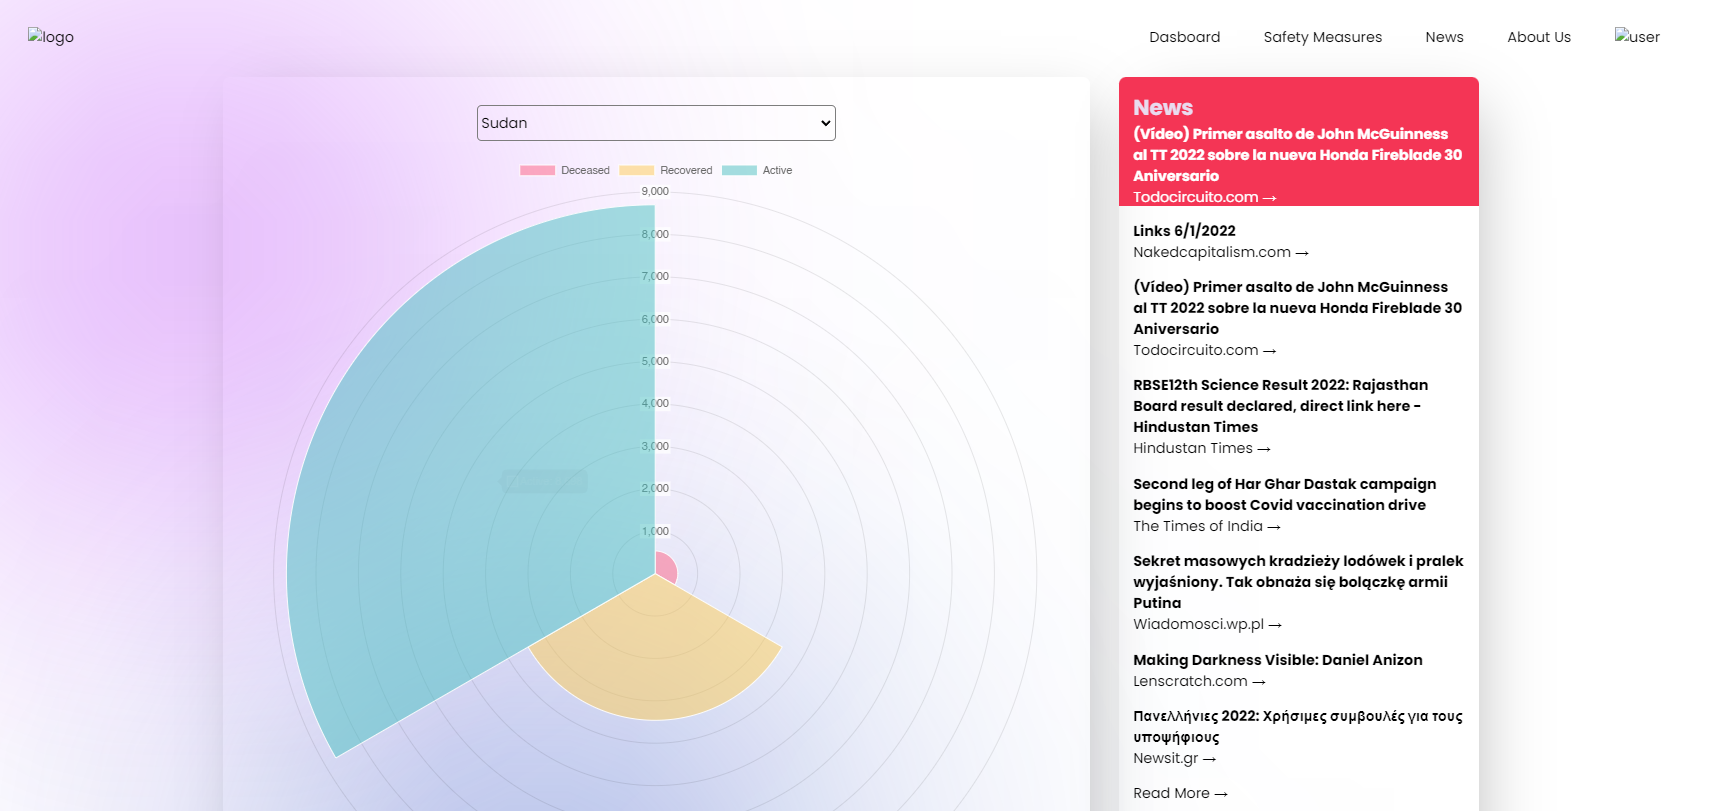 logo
Dasboard Safety Measures News About Us user
Sudan
Deceased Recovered Active
9,000
8,000
7,000
6,000
5,000
4,000
3,000
2,000
1,000
News
(Vídeo) Primer asalto de John McGuinness
al TT 2022 sobre la nueva Honda Fireblade 30
Aniversario
Todocircuito.com →
Links 6/1/2022
Nakedcapitalism.com →
(Vídeo) Primer asalto de John McGuinness
al TT 2022 sobre la nueva Honda Fireblade 30
Aniversario
Todocircuito.com →
RBSE12th Science Result 2022: Rajasthan
Board result declared, direct link here -
Hindustan Times
Hindustan Times →
Second leg of Har Ghar Dastak campaign
begins to boost Covid vaccination drive
The Times of India →
Sekret masowych kradzieży lodówek i pralek
wyjaśniony. Tak obnaża się bolączkę armii
Putina
Wiadomosci.wp.pl →
Making Darkness Visible: Daniel Anizon
Lenscratch.com →
Πανελλήνιες 2022: Χρήσιμες συμβουλές για τους
υποψήφιους
Newsit.gr →
Read More →